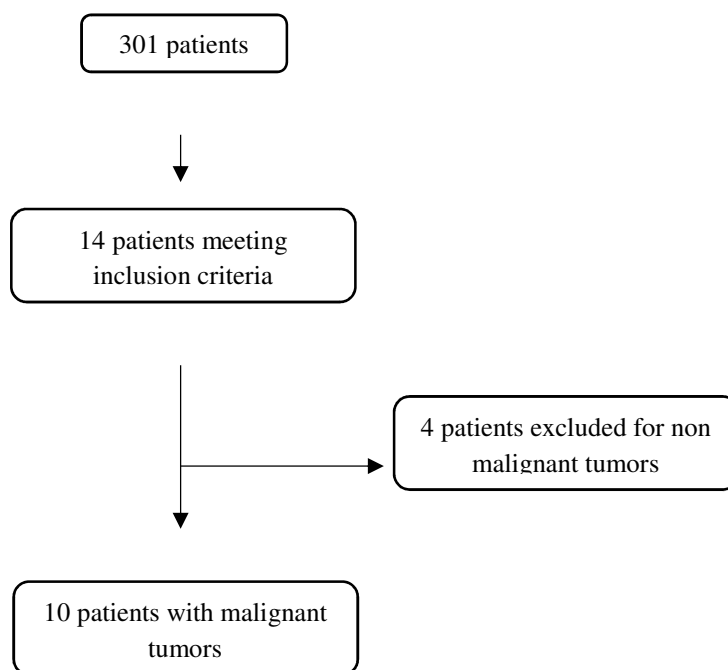 301 patients
14 patients meeting
inclusion criteria
4 patients excluded for non
malignant tumors
10 patients with malignant
tumors